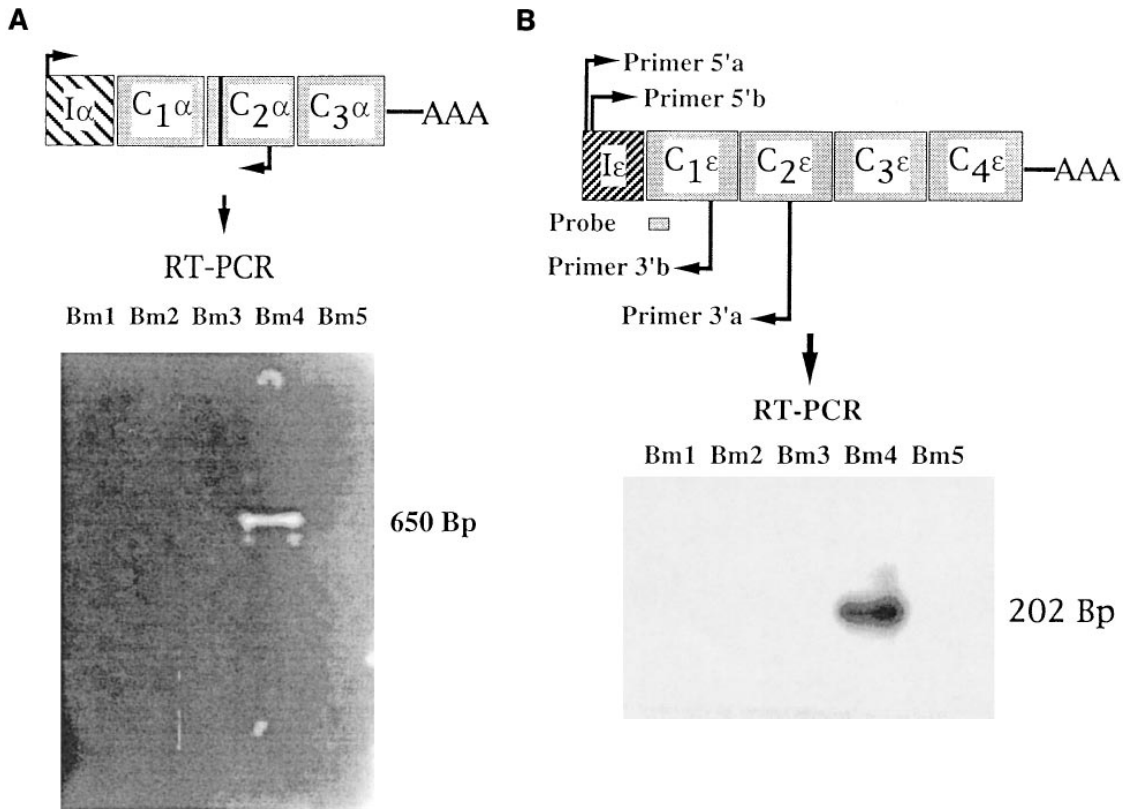 A
Iα C1α C2α C3α AAA
RT-PCR
Bm1 Bm2 Bm3 Bm4 Bm5
650 Bp
B
Primer 5'a
Primer 5'b
Iε C1ε C2ε C3ε C4ε AAA
Probe
Primer 3'b
Primer 3'a
RT-PCR
Bm1 Bm2 Bm3 Bm4 Bm5
202 Bp